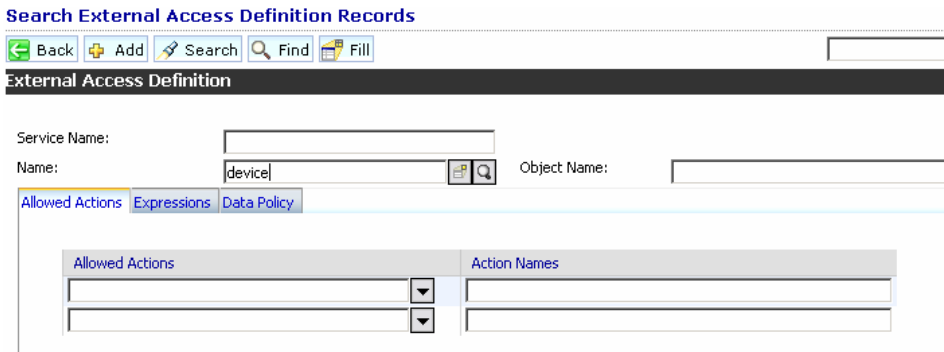 Search External Access Definition Records
Back Add Search Find Fill
External Access Definition
Service Name:
Name: device Object Name:
Allowed Actions Expressions Data Policy
Allowed Actions Action Names